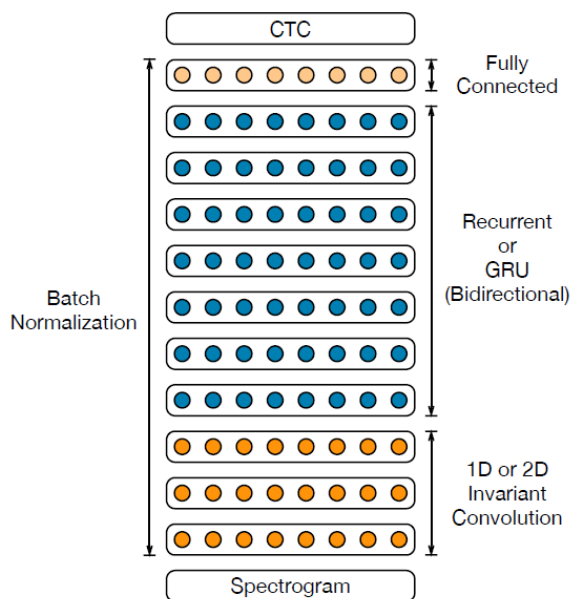 CTC
Fully
Connected
Recurrent
or
GRU
(Bidirectional)
Batch
Normalization
1D or 2D
Invariant
Convolution
Spectrogram